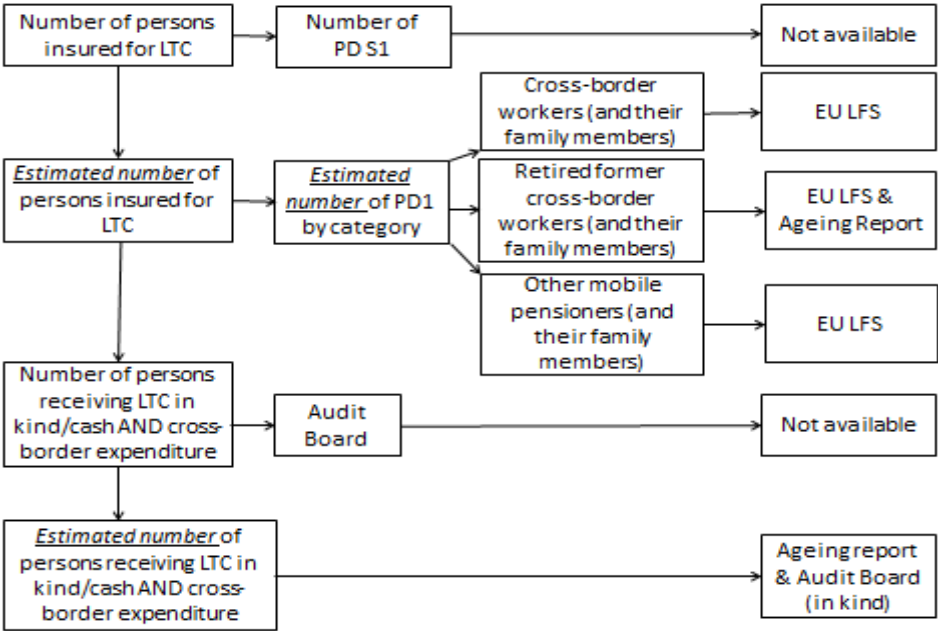 Number of persons
insured for LTC
Number of
PD S1
Not available
Cross-border
workers (and their
family members)
EU LFS
Estimated number of
persons insured for
LTC
Estimated
number of PD1
by category
Retired former
cross-border
workers (and their
family members)
EU LFS &
Ageing Report
Other mobile
pensioners (and
their family
members)
EU LFS
Number of persons
receiving LTC in
kind/cash AND cross-
border expenditure
Audit
Board
Not available
Estimated number of
persons receiving LTC in
kind/cash AND cross-
border expenditure
Ageing report
& Audit Board
(in kind)